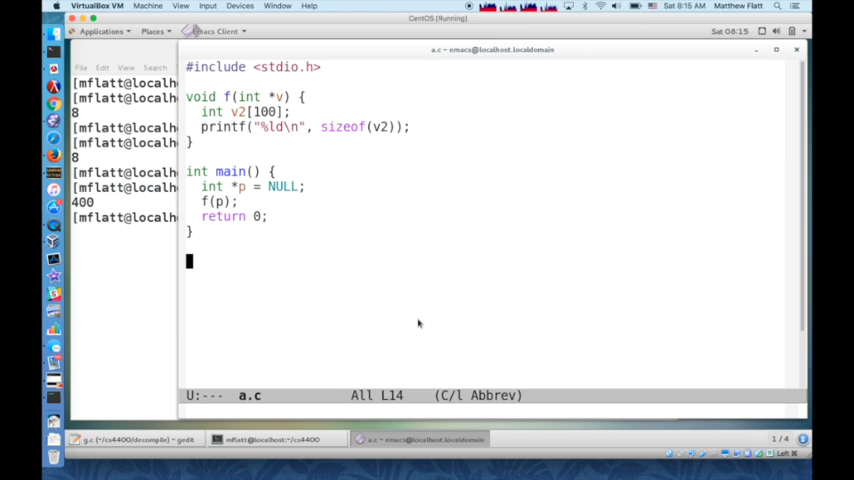 VirtualBox VM Machine View Input Devices Window Help Sat 8:15 AM Matthew Flatt
CentOS [Running]
Applications Places Emacs Client Sat 08:15
a.c - emacs@localhost.localdomain
File Edit View Search
[mflatt@localh
[mflatt@localh
8
[mflatt@localh
8
[mflatt@localh
[mflatt@localh
400
[mflatt@localh
#include <stdio.h>
void f(int *v) {
int v2[100];
printf("%ld\n", sizeof(v2));
}
int main() {
int *p = NULL;
f(p);
return 0;
}
U:--- a.c All L14 (C/l Abbrev)
g.c (~/cs4400/decompile) - gedit mflatt@localhost:~/cs4400 a.c - emacs@localhost.localdomain 1 / 4
Left ⌘